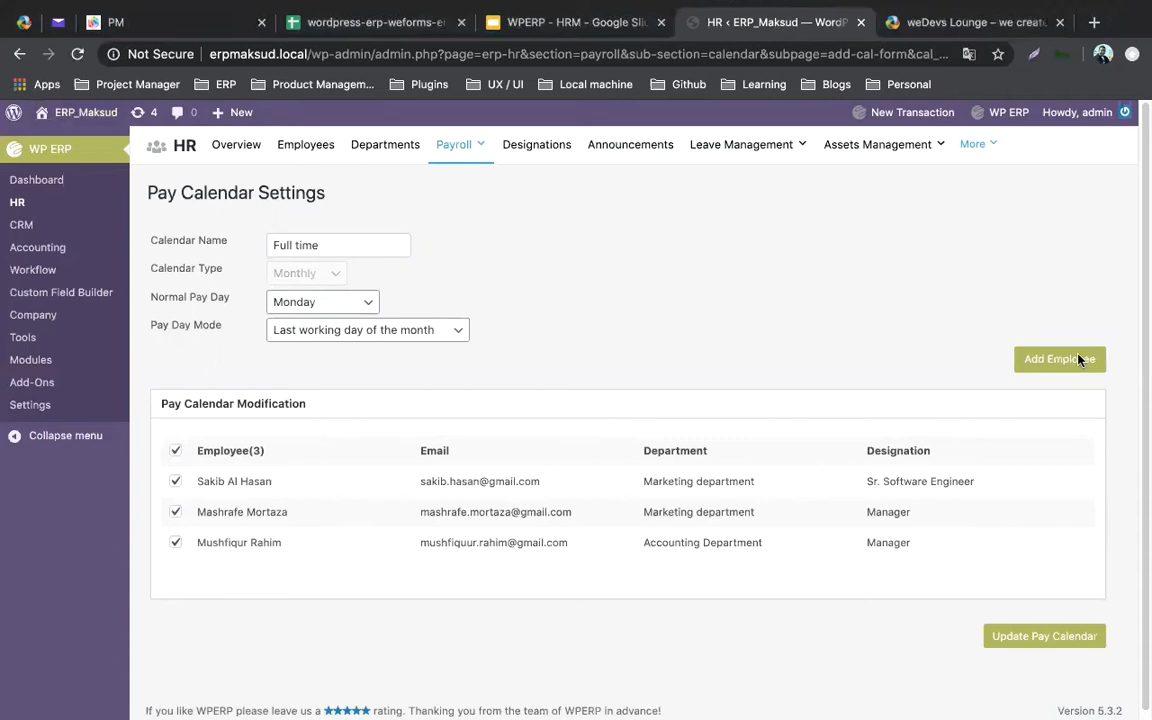 PM
wordpress-erp-weforms-er
WPERP - HRM - Google Slid
HR ‹ ERP_Maksud — WordP
weDevs Lounge – we create
Not Secure
erpmaksud.local/wp-admin/admin.php?page=erp-hr&section=payroll&sub-section=calendar&subpage=add-cal-form&cal_...
Apps
Project Manager
ERP
Product Managem...
Plugins
UX / UI
Local machine
Github
Learning
Blogs
Personal
ERP_Maksud
4
0
New
New Transaction
WP ERP
Howdy, admin
WP ERP
Dashboard
HR
CRM
Accounting
Workflow
Custom Field Builder
Company
Tools
Modules
Add-Ons
Settings
Collapse menu
HR
Overview
Employees
Departments
Payroll
Designations
Announcements
Leave Management
Assets Management
More
Pay Calendar Settings
Calendar Name
Full time
Calendar Type
Monthly
Normal Pay Day
Monday
Pay Day Mode
Last working day of the month
Add Employee
Pay Calendar Modification
Employee(3) Email Department Designation
Sakib Al Hasan sakib.hasan@gmail.com Marketing department Sr. Software Engineer
Mashrafe Mortaza mashrafe.mortaza@gmail.com Marketing department Manager
Mushfiqur Rahim mushfiquur.rahim@gmail.com Accounting Department Manager
Update Pay Calendar
If you like WPERP please leave us a ★★★★★ rating. Thanking you from the team of WPERP in advance!
Version 5.3.2